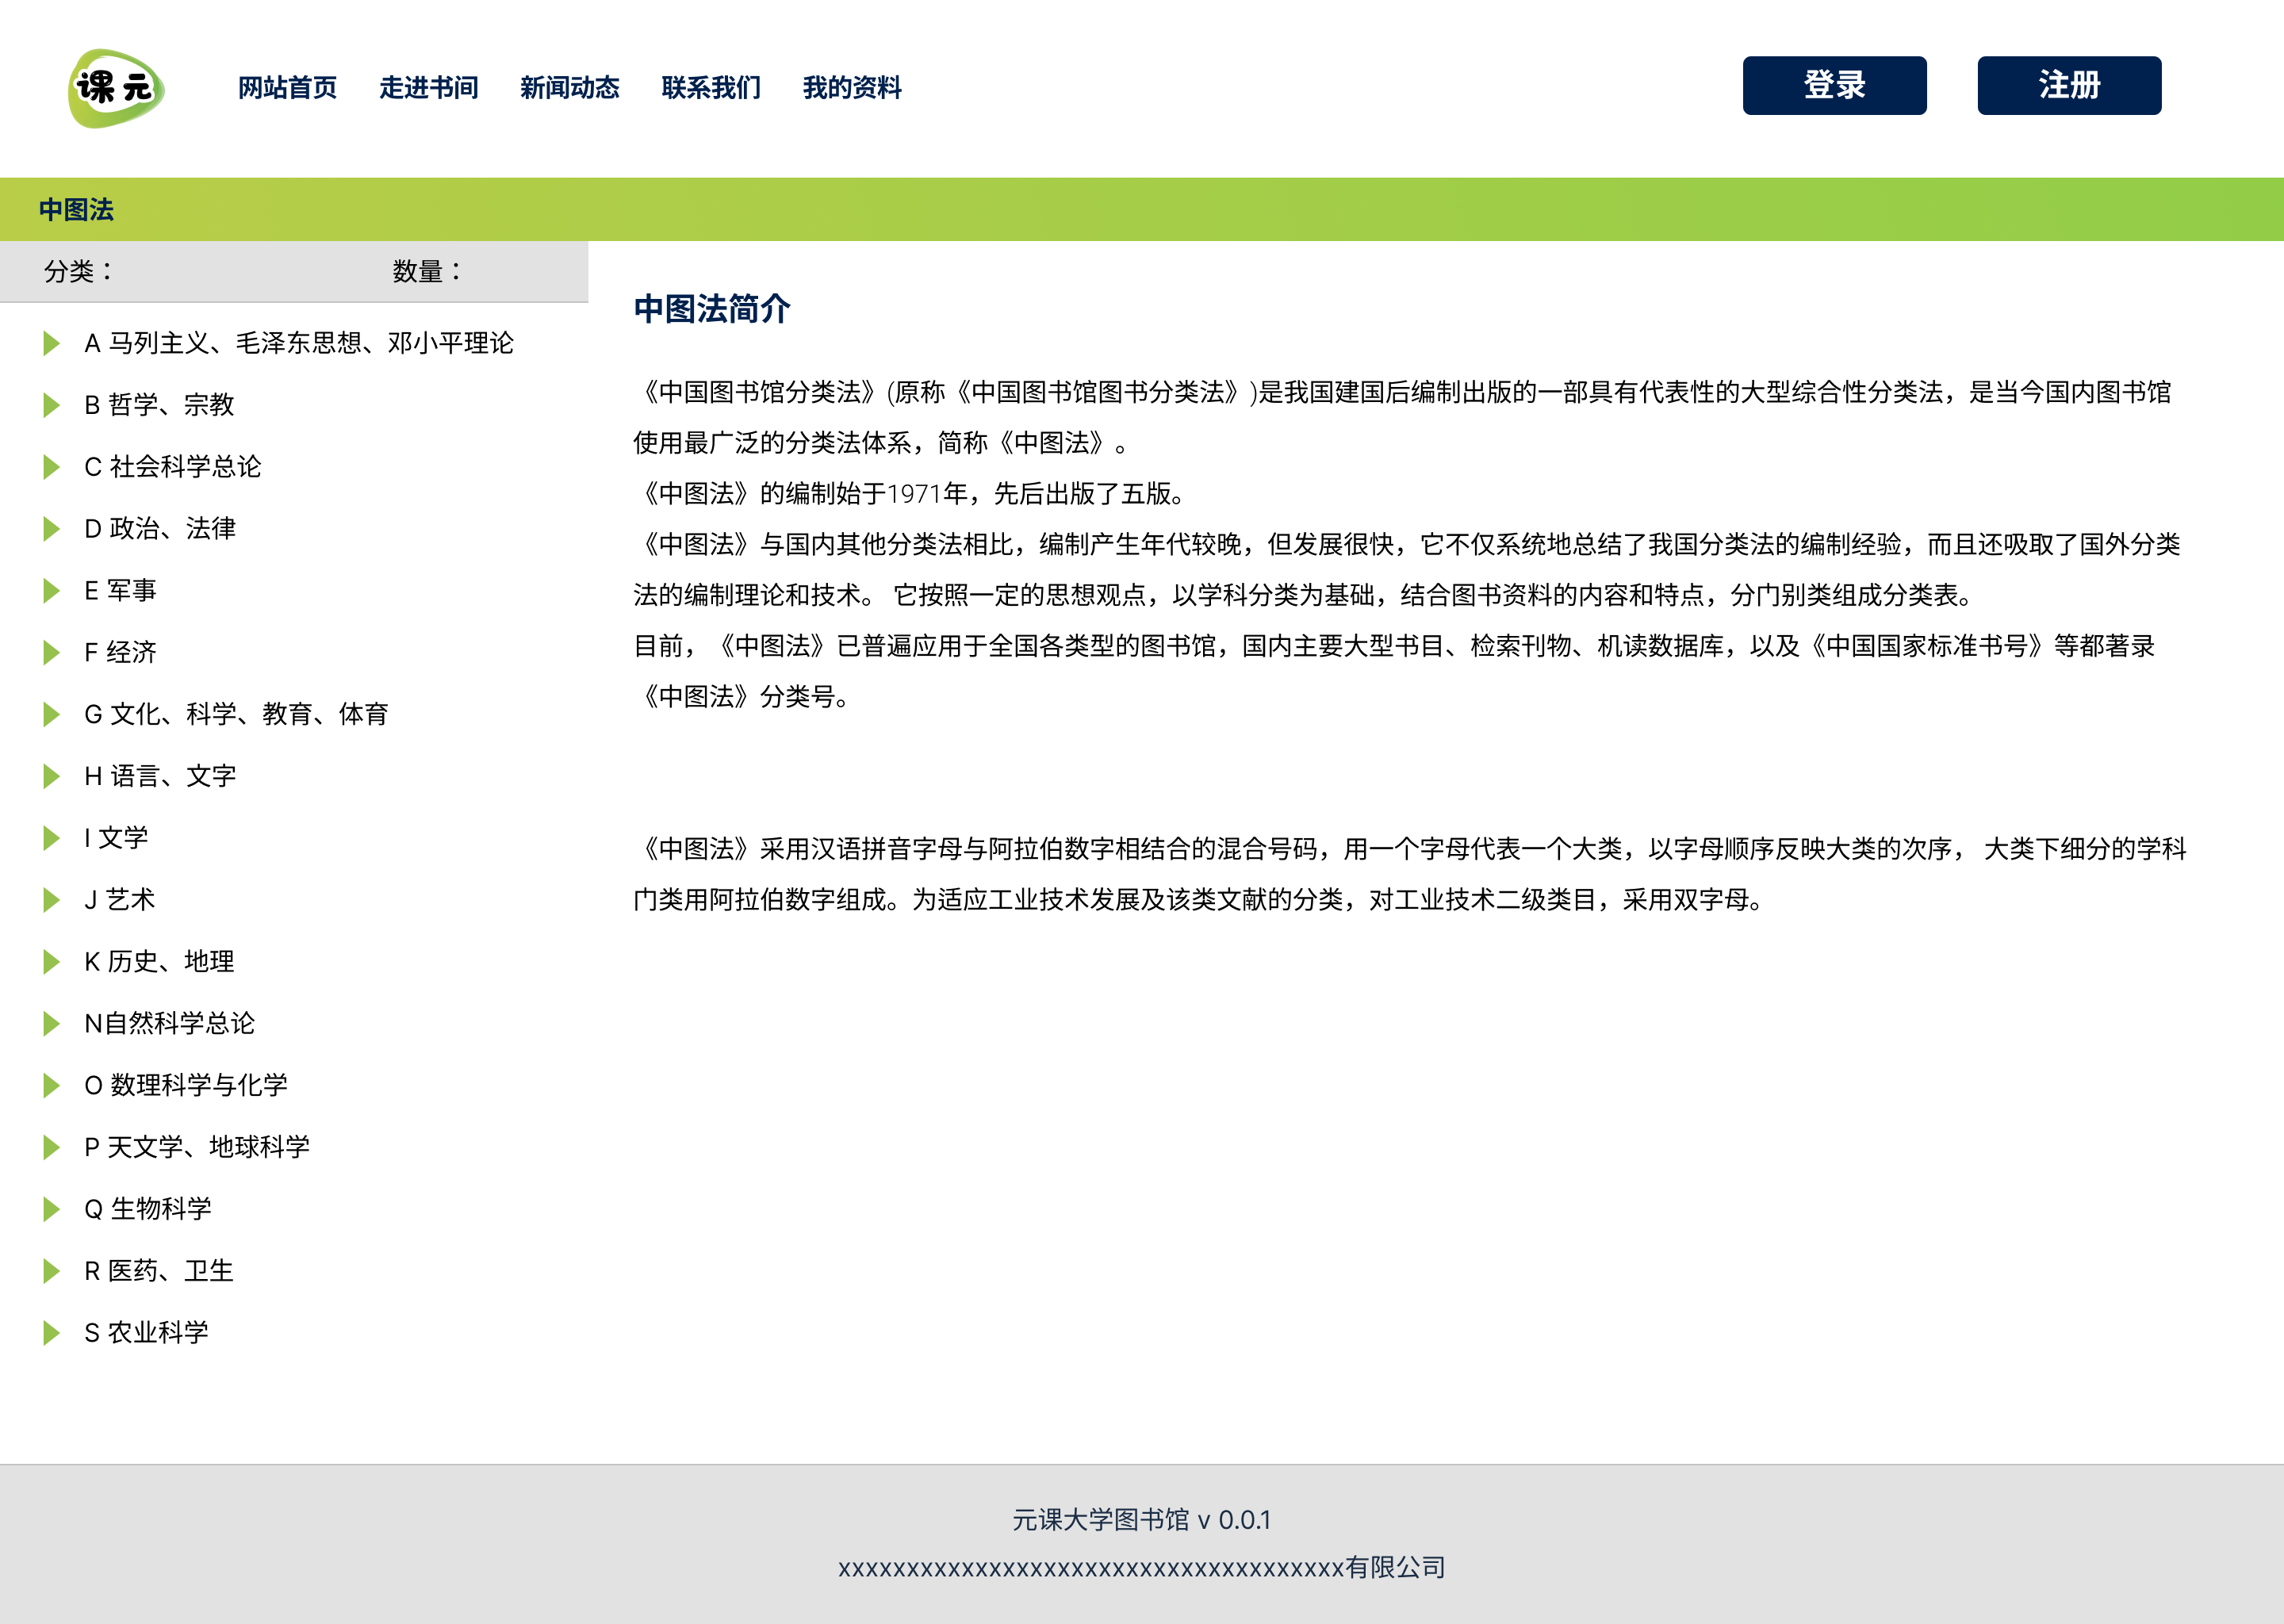 课元
网站首页 走进书间 新闻动态 联系我们 我的资料 登录 注册
中图法
分类： 数量：
A 马列主义、毛泽东思想、邓小平理论
B 哲学、宗教
C 社会科学总论
D 政治、法律
E 军事
F 经济
G 文化、科学、教育、体育
H 语言、文字
I 文学
J 艺术
K 历史、地理
N自然科学总论
O 数理科学与化学
P 天文学、地球科学
Q 生物科学
R 医药、卫生
S 农业科学
中图法简介
《中国图书馆分类法》(原称《中国图书馆图书分类法》)是我国建国后编制出版的一部具有代表性的大型综合性分类法，是当今国内图书馆
使用最广泛的分类法体系，简称《中图法》。
《中图法》的编制始于1971年，先后出版了五版。
《中图法》与国内其他分类法相比，编制产生年代较晚，但发展很快，它不仅系统地总结了我国分类法的编制经验，而且还吸取了国外分类
法的编制理论和技术。 它按照一定的思想观点，以学科分类为基础，结合图书资料的内容和特点，分门别类组成分类表。
目前，《中图法》已普遍应用于全国各类型的图书馆，国内主要大型书目、检索刊物、机读数据库，以及《中国国家标准书号》等都著录
《中图法》分类号。
《中图法》采用汉语拼音字母与阿拉伯数字相结合的混合号码，用一个字母代表一个大类，以字母顺序反映大类的次序， 大类下细分的学科
门类用阿拉伯数字组成。为适应工业技术发展及该类文献的分类，对工业技术二级类目，采用双字母。
元课大学图书馆 v 0.0.1
xxxxxxxxxxxxxxxxxxxxxxxxxxxxxxxxxxxxx有限公司